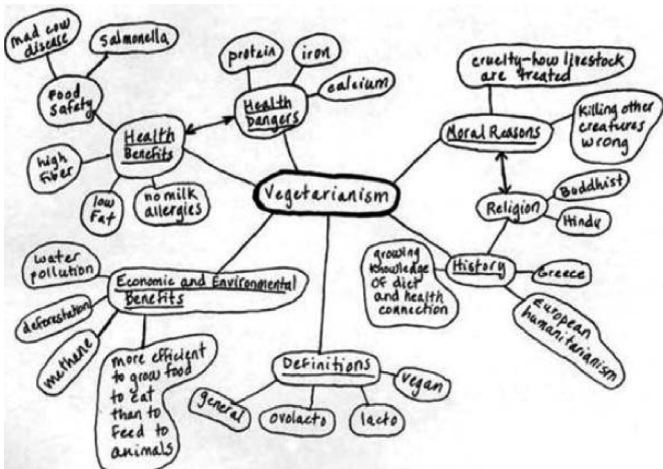 mad cow
disease
Salmonella
Food
Safety
high
fiber
low
Fat
no milk
allergies
Health
Benefits
protein
iron
calcium
Health
Dangers
cruelty-how livestock
are treated
Moral Reasons
Killing other
creatures
wrong
Religion
Buddhist
Hindu
Vegetarianism
History
growing
knowledge
of diet
and health
connection
Greece
European
humanitarianism
Economic and Environmental
Benefits
water
pollution
deforestation
methane
more efficient
to grow food
to eat
than to
feed to
animals
Definitions
general
ovolacto
lacto
vegan